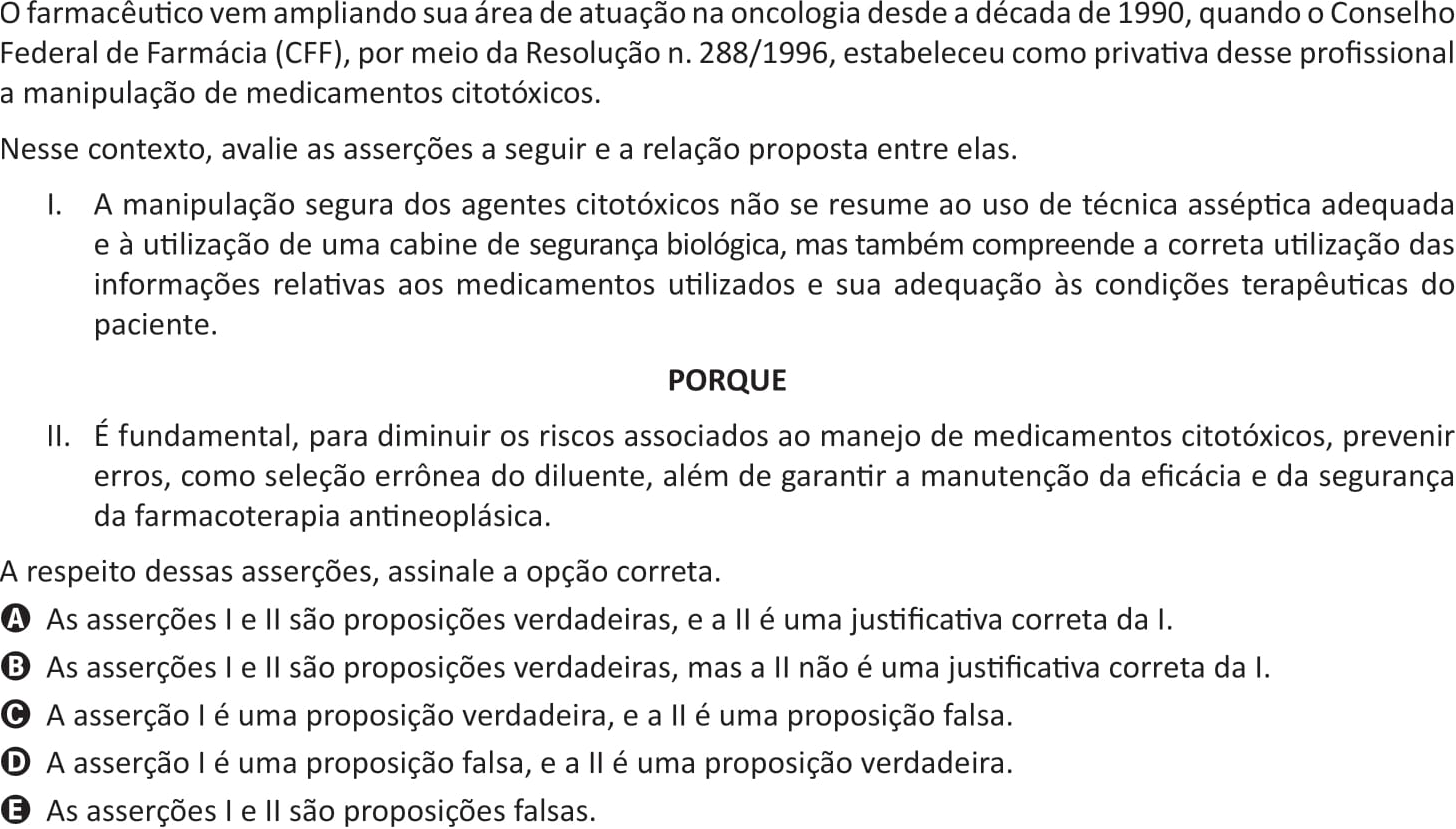 O farmacêutico vem ampliando sua área de atuação na oncologia desde a década de 1990, quando o Conselho
Federal de Farmácia (CFF), por meio da Resolução n. 288/1996, estabeleceu como privativa desse profissional
a manipulação de medicamentos citotóxicos.
Nesse contexto, avalie as asserções a seguir e a relação proposta entre elas.
I. A manipulação segura dos agentes citotóxicos não se resume ao uso de técnica asséptica adequada
e à utilização de uma cabine de segurança biológica, mas também compreende a correta utilização das
informações relativas aos medicamentos utilizados e sua adequação às condições terapêuticas do
paciente.
PORQUE
II. É fundamental, para diminuir os riscos associados ao manejo de medicamentos citotóxicos, prevenir
erros, como seleção errônea do diluente, além de garantir a manutenção da eficácia e da segurança
da farmacoterapia antineoplásica.
A respeito dessas asserções, assinale a opção correta.
A As asserções I e II são proposições verdadeiras, e a II é uma justificativa correta da I.
B As asserções I e II são proposições verdadeiras, mas a II não é uma justificativa correta da I.
C A asserção I é uma proposição verdadeira, e a II é uma proposição falsa.
D A asserção I é uma proposição falsa, e a II é uma proposição verdadeira.
E As asserções I e II são proposições falsas.